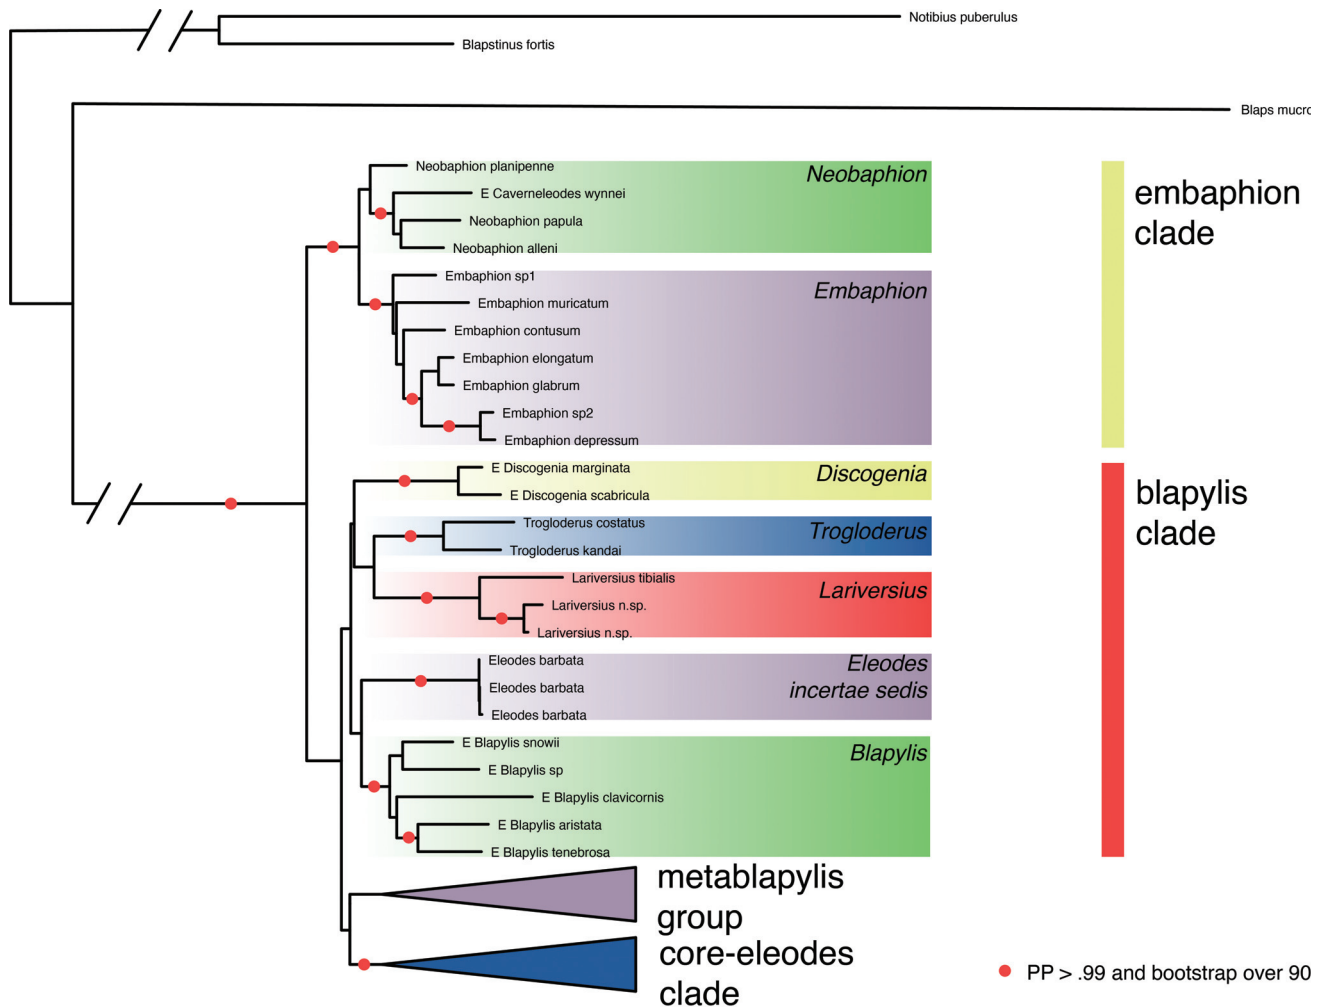 Notibius puberulus
Blapstinus fortis
Blaps mucro
Neobaphion planipenne
Neobaphion
E Caverneleodes wynnei
Neobaphion papula
Neobaphion alleni
embaphion
clade
Embaphion sp1
Embaphion
Embaphion muricatum
Embaphion contusum
Embaphion elongatum
Embaphion glabrum
Embaphion sp2
Embaphion depressum
E Discogenia marginata
Discogenia
E Discogenia scabricula
blapylis
clade
Trogloderus costatus
Trogloderus
Trogloderus kandai
Lariversius tibialis
Lariversius
Lariversius n.sp.
Lariversius n.sp.
Eleodes barbata
Eleodes
incertae sedis
Eleodes barbata
Eleodes barbata
E Blapylis snowii
Blapylis
E Blapylis sp
E Blapylis clavicornis
E Blapylis aristata
E Blapylis tenebrosa
metablapylis
group
core-eleodes
clade
PP > .99 and bootstrap over 90